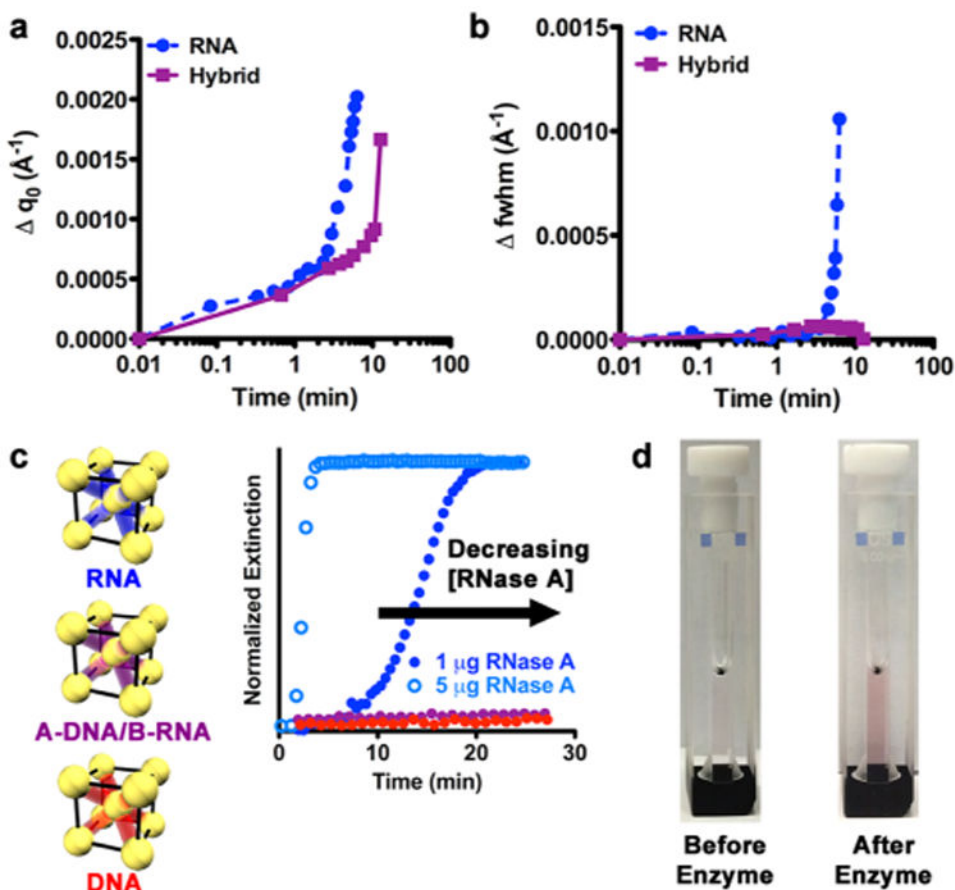 a
0.0025
0.0020
0.0015
0.0010
0.0005
0.0000
Δ q₀ (Å⁻¹)
RNA
Hybrid
0.01
0.1
1
10
100
Time (min)
b
0.0015
0.0010
0.0005
0.0000
Δ fwhm (Å⁻¹)
RNA
Hybrid
0.01
0.1
1
10
100
Time (min)
c
RNA
A-DNA/B-RNA
DNA
Normalized Extinction
Decreasing
[RNase A]
1 µg RNase A
5 µg RNase A
0
10
20
30
Time (min)
d
Before
Enzyme
After
Enzyme